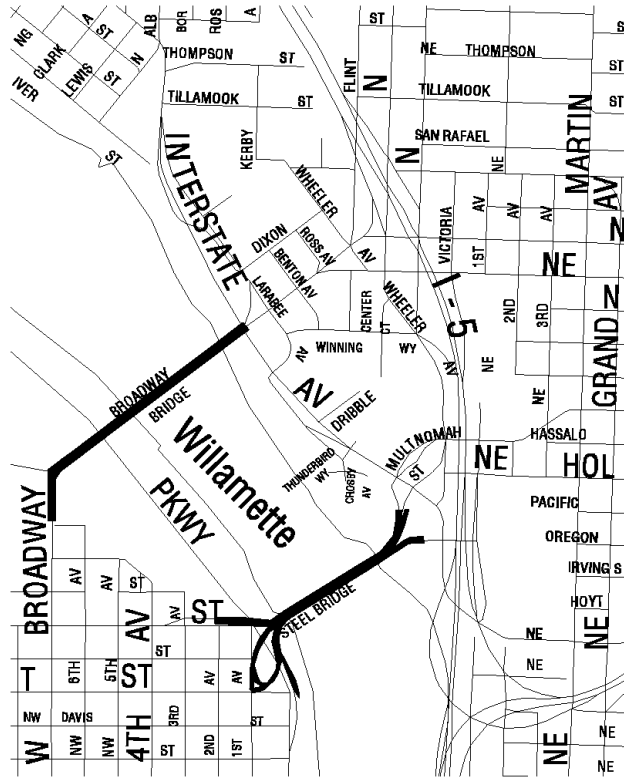 NG
CLARK
LEWIS
IVER
A
ST
ST
N
ST
ALB
BOR
ROS
A
THOMPSON ST
TILLAMOOK ST
KERBY
FLINT
N
N
ST
NE THOMPSON
TILLAMOOK
SAN RAFAEL
NE
S
ST
ST
MARTIN
AV
N
INTERSTATE
AV
WHEELER
AV
DIXON
ROSS AV
BENTON AV
LARABEE
AV
VICTORIA
1ST AV
AV
AV
2ND
3RD
NE
N
GRAND
NE
I-5
WHEELER
AV
CENTER
CT
WINNING WY
NE
NE
DRIBBLE
MULTNOMAH
ST
THUNDERBIRD
WY
CROSBY
AV
HASSALO
NE HOL
PACIFIC
OREGON
IRVING S
HOYT
NE
NE
NE
NE
NE
BROADWAY
BRIDGE
Willamette
PKWY
STEEL BRIDGE
BROADWAY
AV
AV
ST
AV
AV
ST
ST
T
6TH
5TH
ST
AV
AV
NW DAVIS
3RD
ST
W
NW
NW
4TH
ST
2ND
1ST